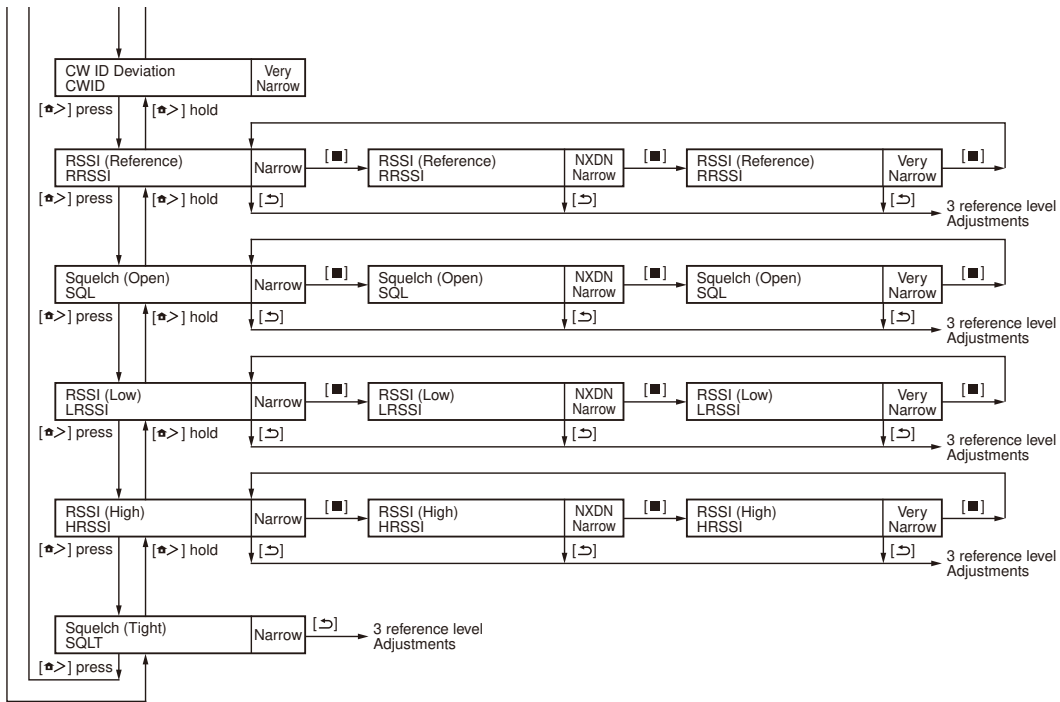 CW ID Deviation
CWID
Very
Narrow
[🏠>] press
[🏠>] hold
RSSI (Reference)
RRSSI
Narrow
[■]
RSSI (Reference)
RRSSI
NXDN
Narrow
[■]
RSSI (Reference)
RRSSI
Very
Narrow
[■]
[🏠>] press
[🏠>] hold
[⮌]
[⮌]
[⮌]
3 reference level
Adjustments
Squelch (Open)
SQL
Narrow
[■]
Squelch (Open)
SQL
NXDN
Narrow
[■]
Squelch (Open)
SQL
Very
Narrow
[■]
[🏠>] press
[🏠>] hold
[⮌]
[⮌]
[⮌]
3 reference level
Adjustments
RSSI (Low)
LRSSI
Narrow
[■]
RSSI (Low)
LRSSI
NXDN
Narrow
[■]
RSSI (Low)
LRSSI
Very
Narrow
[■]
[🏠>] press
[🏠>] hold
[⮌]
[⮌]
[⮌]
3 reference level
Adjustments
RSSI (High)
HRSSI
Narrow
[■]
RSSI (High)
HRSSI
NXDN
Narrow
[■]
RSSI (High)
HRSSI
Very
Narrow
[■]
[🏠>] press
[🏠>] hold
[⮌]
[⮌]
[⮌]
3 reference level
Adjustments
Squelch (Tight)
SQLT
Narrow
[⮌]
3 reference level
Adjustments
[🏠>] press